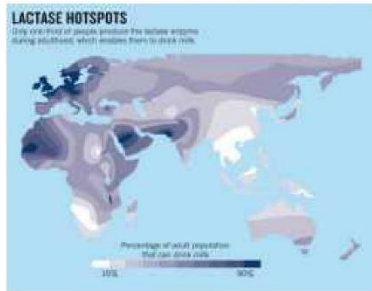 LACTASE HOTSPOTS
Only one-third of people produce the lactase enzyme
during adulthood, which enables them to drink milk.
Percentage of adult population
that can drink milk
10% 90%